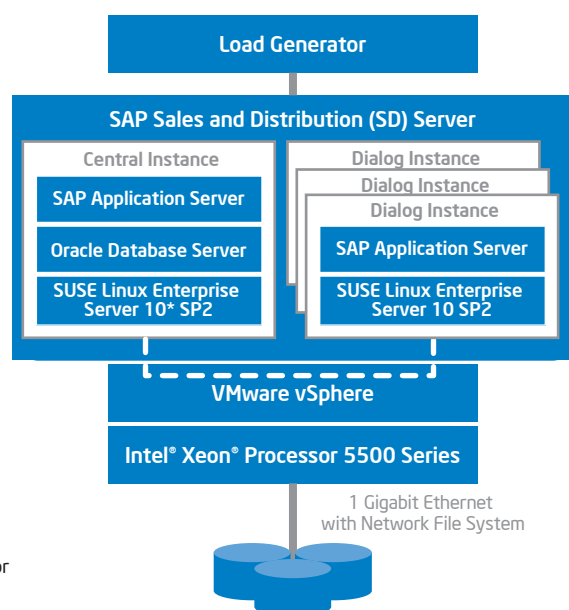 Load Generator
SAP Sales and Distribution (SD) Server
Central Instance
SAP Application Server
Oracle Database Server
SUSE Linux Enterprise
Server 10* SP2
Dialog Instance
Dialog Instance
Dialog Instance
SAP Application Server
SUSE Linux Enterprise
Server 10 SP2
VMware vSphere
Intel® Xeon® Processor 5500 Series
1 Gigabit Ethernet
with Network File System
or